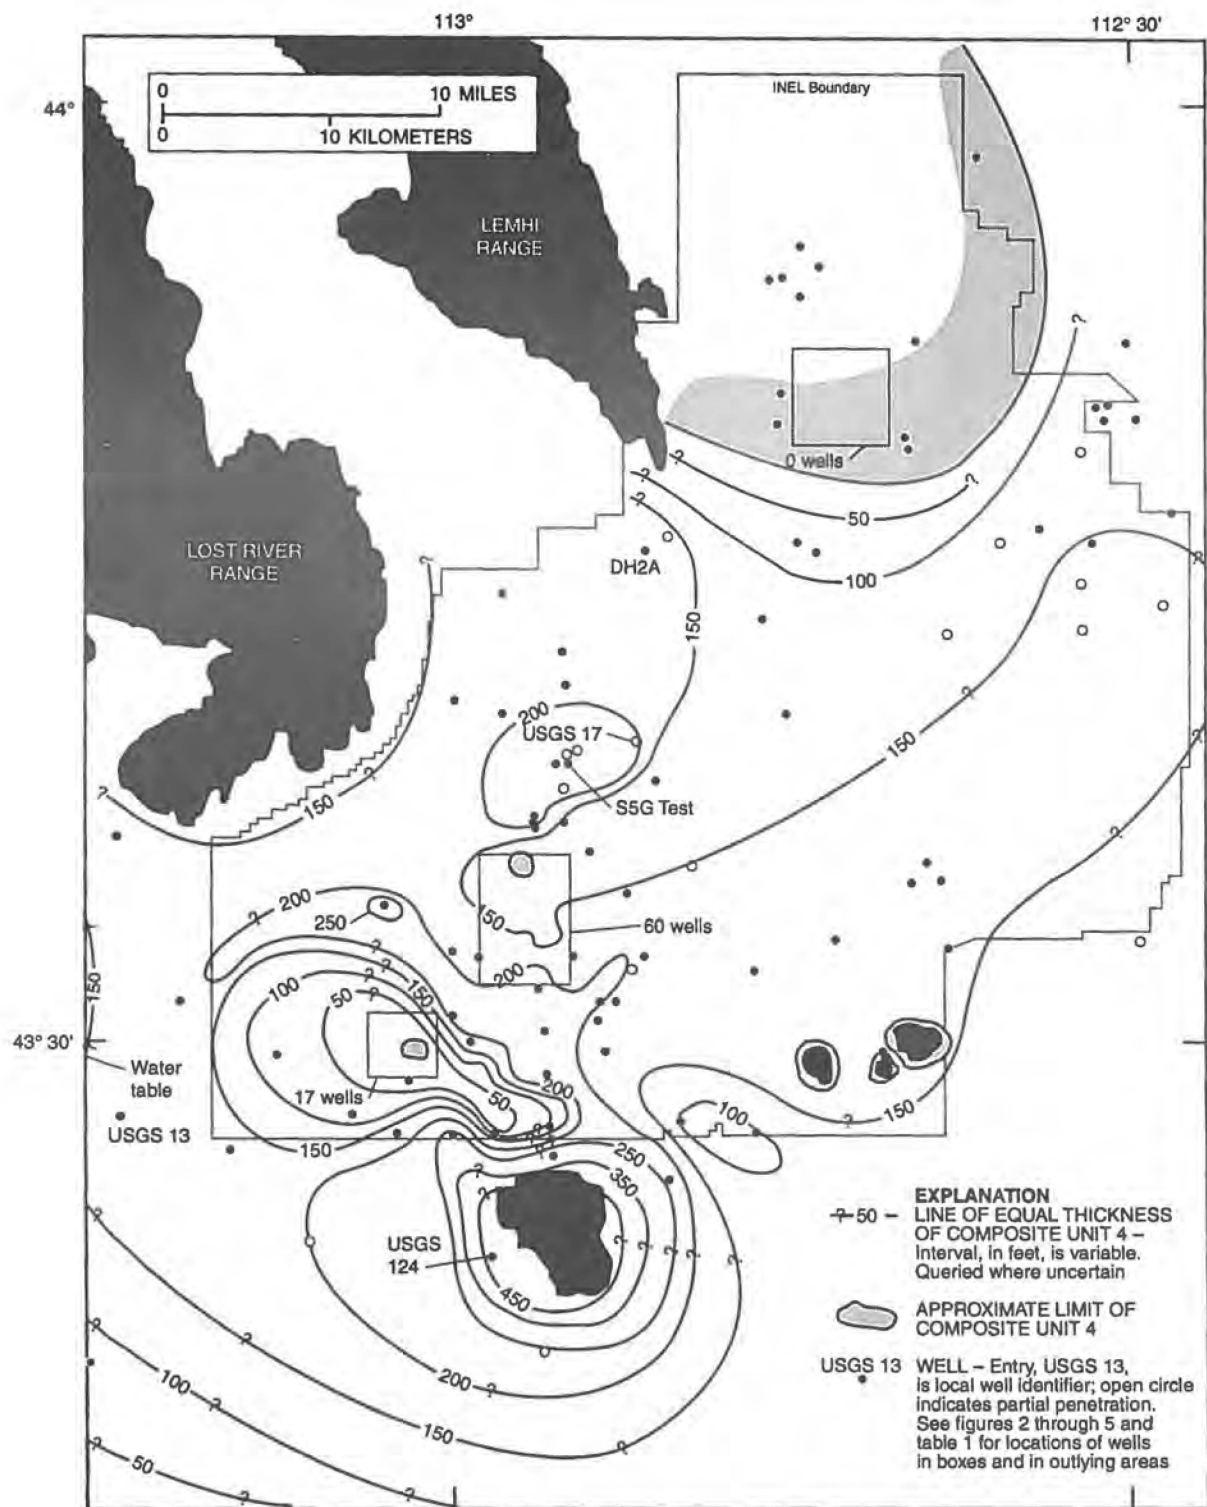 113°
112° 30'
0 10 MILES
0 10 KILOMETERS
INEL Boundary
44°
LEMHI
RANGE
?
0 wells
?
?
?
50
?
LOST RIVER
RANGE
?
DH2A
100
?
150
?
200
USGS 17
?
?
150
?
?
150
S5G Test
?
200
?
250
150
60 wells
?
150
200
?
?
150
100
?
50
?
43° 30'
Water
table
17 wells
50
200
USGS 13
150
?
?
?
100
?
150
250
350
?
?
?
?
?
?
USGS
124
450
?
?
?
?
?
200
?
100
?
150
?
?
50
EXPLANATION
?– 50 – LINE OF EQUAL THICKNESS
OF COMPOSITE UNIT 4 –
Interval, in feet, is variable.
Queried where uncertain
APPROXIMATE LIMIT OF
COMPOSITE UNIT 4
USGS 13 WELL – Entry, USGS 13,
is local well identifier; open circle
indicates partial penetration.
See figures 2 through 5 and
table 1 for locations of wells
in boxes and in outlying areas